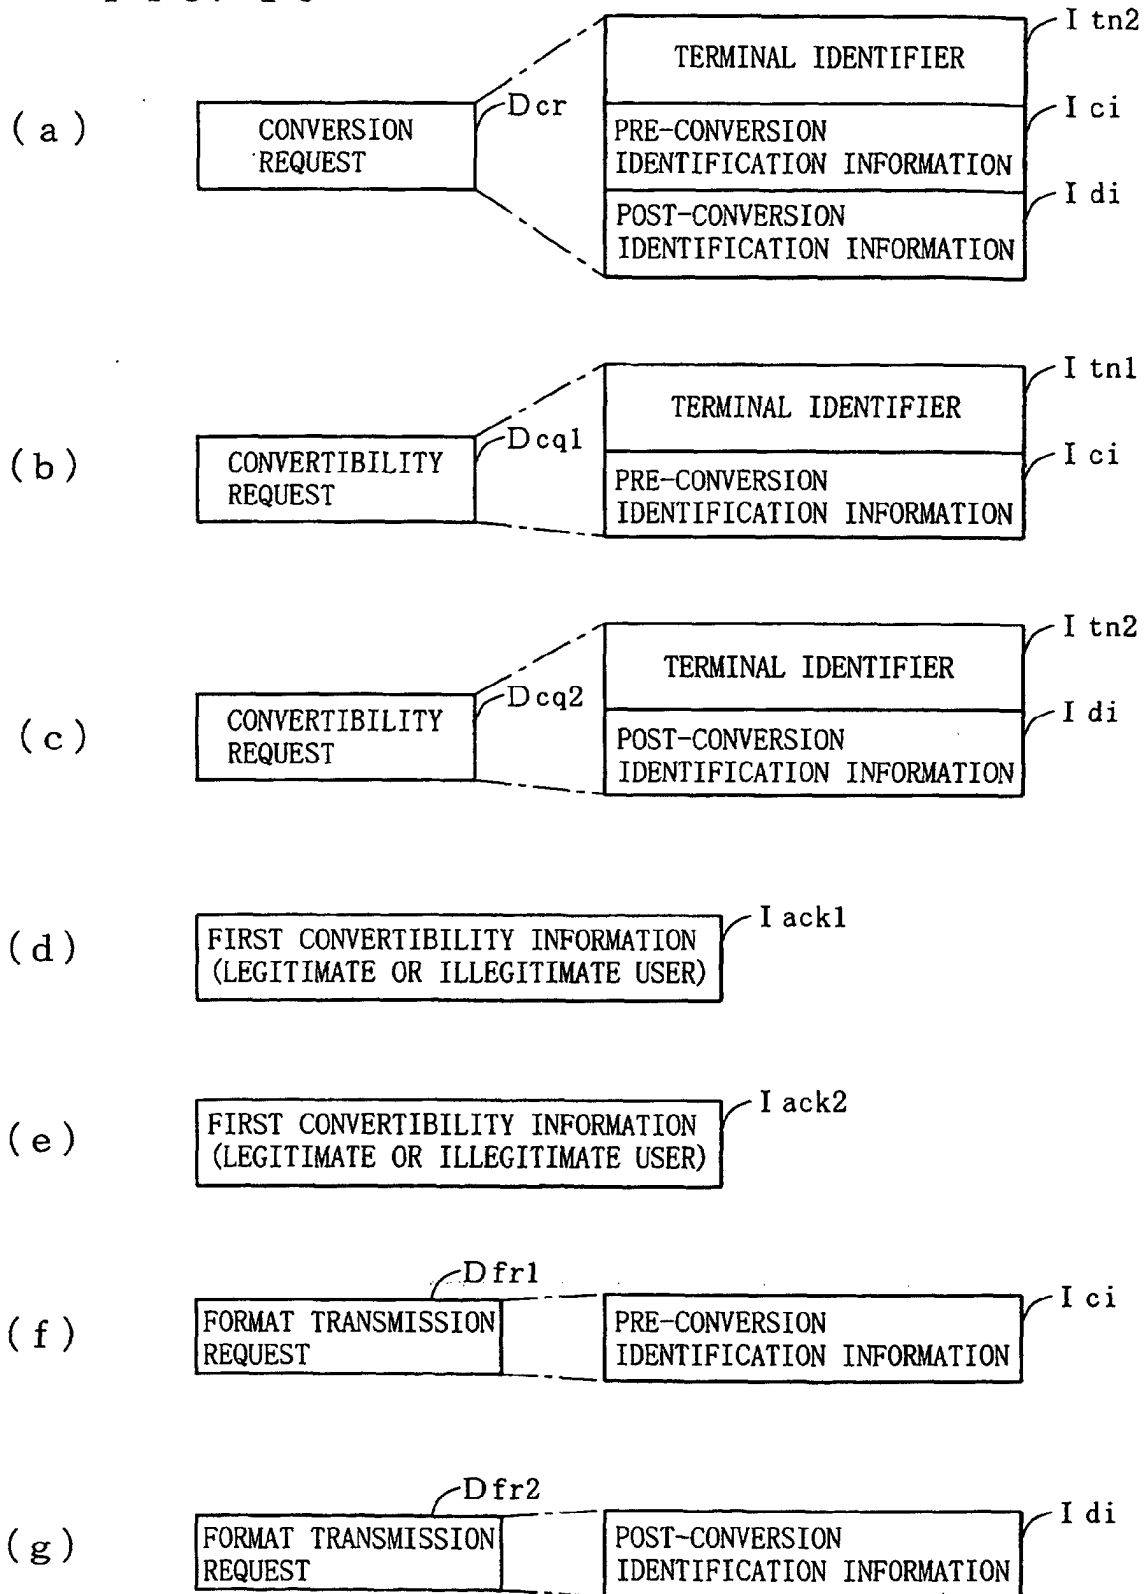 I tn2
TERMINAL IDENTIFIER
(a)
CONVERSION
REQUEST
Dcr
I ci
PRE-CONVERSION
IDENTIFICATION INFORMATION
I di
POST-CONVERSION
IDENTIFICATION INFORMATION
I tn1
TERMINAL IDENTIFIER
(b)
CONVERTIBILITY
REQUEST
Dcq1
I ci
PRE-CONVERSION
IDENTIFICATION INFORMATION
I tn2
TERMINAL IDENTIFIER
(c)
CONVERTIBILITY
REQUEST
Dcq2
I di
POST-CONVERSION
IDENTIFICATION INFORMATION
(d)
FIRST CONVERTIBILITY INFORMATION
(LEGITIMATE OR ILLEGITIMATE USER)
I ack1
(e)
FIRST CONVERTIBILITY INFORMATION
(LEGITIMATE OR ILLEGITIMATE USER)
I ack2
(f)
Dfr1
FORMAT TRANSMISSION
REQUEST
I ci
PRE-CONVERSION
IDENTIFICATION INFORMATION
(g)
Dfr2
FORMAT TRANSMISSION
REQUEST
I di
POST-CONVERSION
IDENTIFICATION INFORMATION